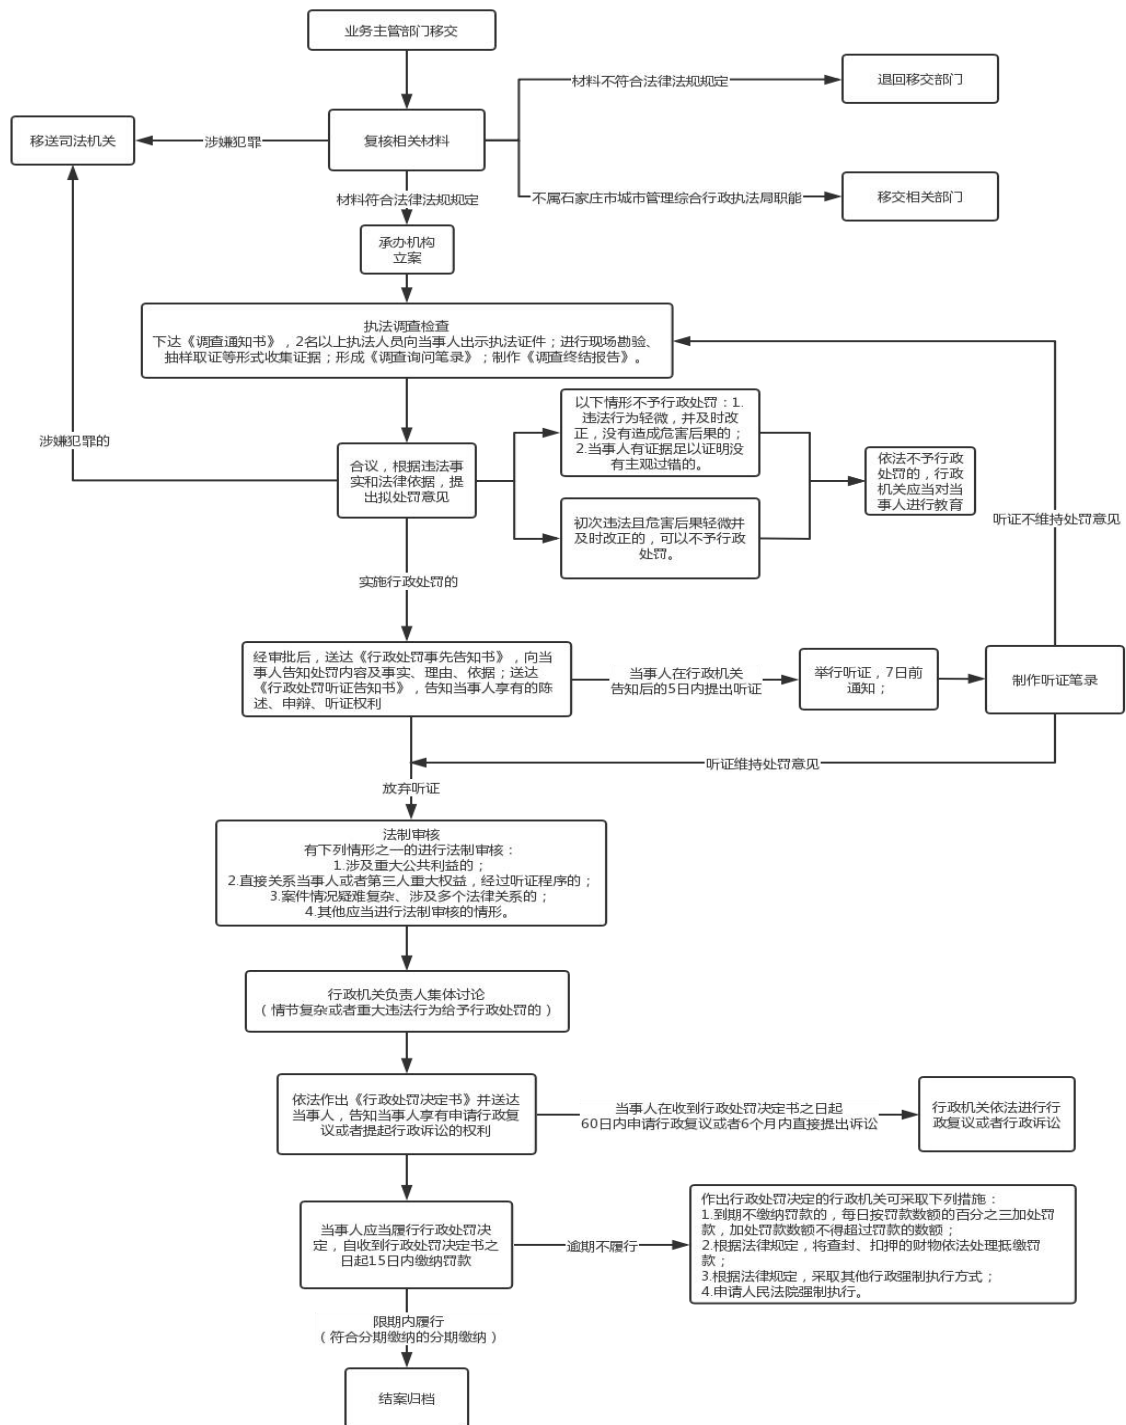 业务主管部门移交
材料不符合法律法规规定
退回移交部门
移送司法机关
涉嫌犯罪
复核相关材料
材料符合法律法规规定
不属石家庄市城市管理综合行政执法局职能
移交相关部门
承办机构
立案
执法调查检查
下达《调查通知书》，2名以上执法人员向当事人出示执法证件；进行现场勘验、
抽样取证等形式收集证据；形成《调查询问笔录》；制作《调查终结报告》。
涉嫌犯罪的
合议，根据违法事
实和法律依据，提
出拟处罚意见
以下情形不予行政处罚：1.
违法行为轻微，并及时改
正，没有造成危害后果的；
2.当事人有证据足以证明没
有主观过错的。
初次违法且危害后果轻微并
及时改正的，可以不予行政
处罚。
依法不予行政
处罚的，行政
机关应当对当
事人进行教育
听证不维持处罚意见
实施行政处罚的
经审批后，送达《行政处罚事先告知书》，向当
事人告知处罚内容及事实、理由、依据；送达
《行政处罚听证告知书》，告知当事人享有的陈
述、申辩、听证权利
当事人在行政机关
告知后的5日内提出听证
举行听证，7日前
通知；
制作听证笔录
听证维持处罚意见
放弃听证
法制审核
有下列情形之一的进行法制审核：
1.涉及重大公共利益的；
2.直接关系当事人或者第三人重大权益，经过听证程序的；
3.案件情况疑难复杂、涉及多个法律关系的；
4.其他应当进行法制审核的情形。
行政机关负责人集体讨论
（情节复杂或者重大违法行为给予行政处罚的）
依法作出《行政处罚决定书》并送达
当事人，告知当事人享有申请行政复
议或者提起行政诉讼的权利
当事人在收到行政处罚决定书之日起
60日内申请行政复议或者6个月内直接提出诉讼
行政机关依法进行行
政复议或者行政诉讼
当事人应当履行行政处罚决
定，自收到行政处罚决定书之
日起15日内缴纳罚款
逾期不履行
作出行政处罚决定的行政机关可采取下列措施：
1.到期不缴纳罚款的，每日按罚款数额的百分之三加处罚
款，加处罚款数额不得超过罚款的数额；
2.根据法律规定，将查封、扣押的财物依法处理抵缴罚
款；
3.根据法律规定，采取其他行政强制执行方式；
4.申请人民法院强制执行。
限期内履行
（符合分期缴纳的分期缴纳）
结案归档